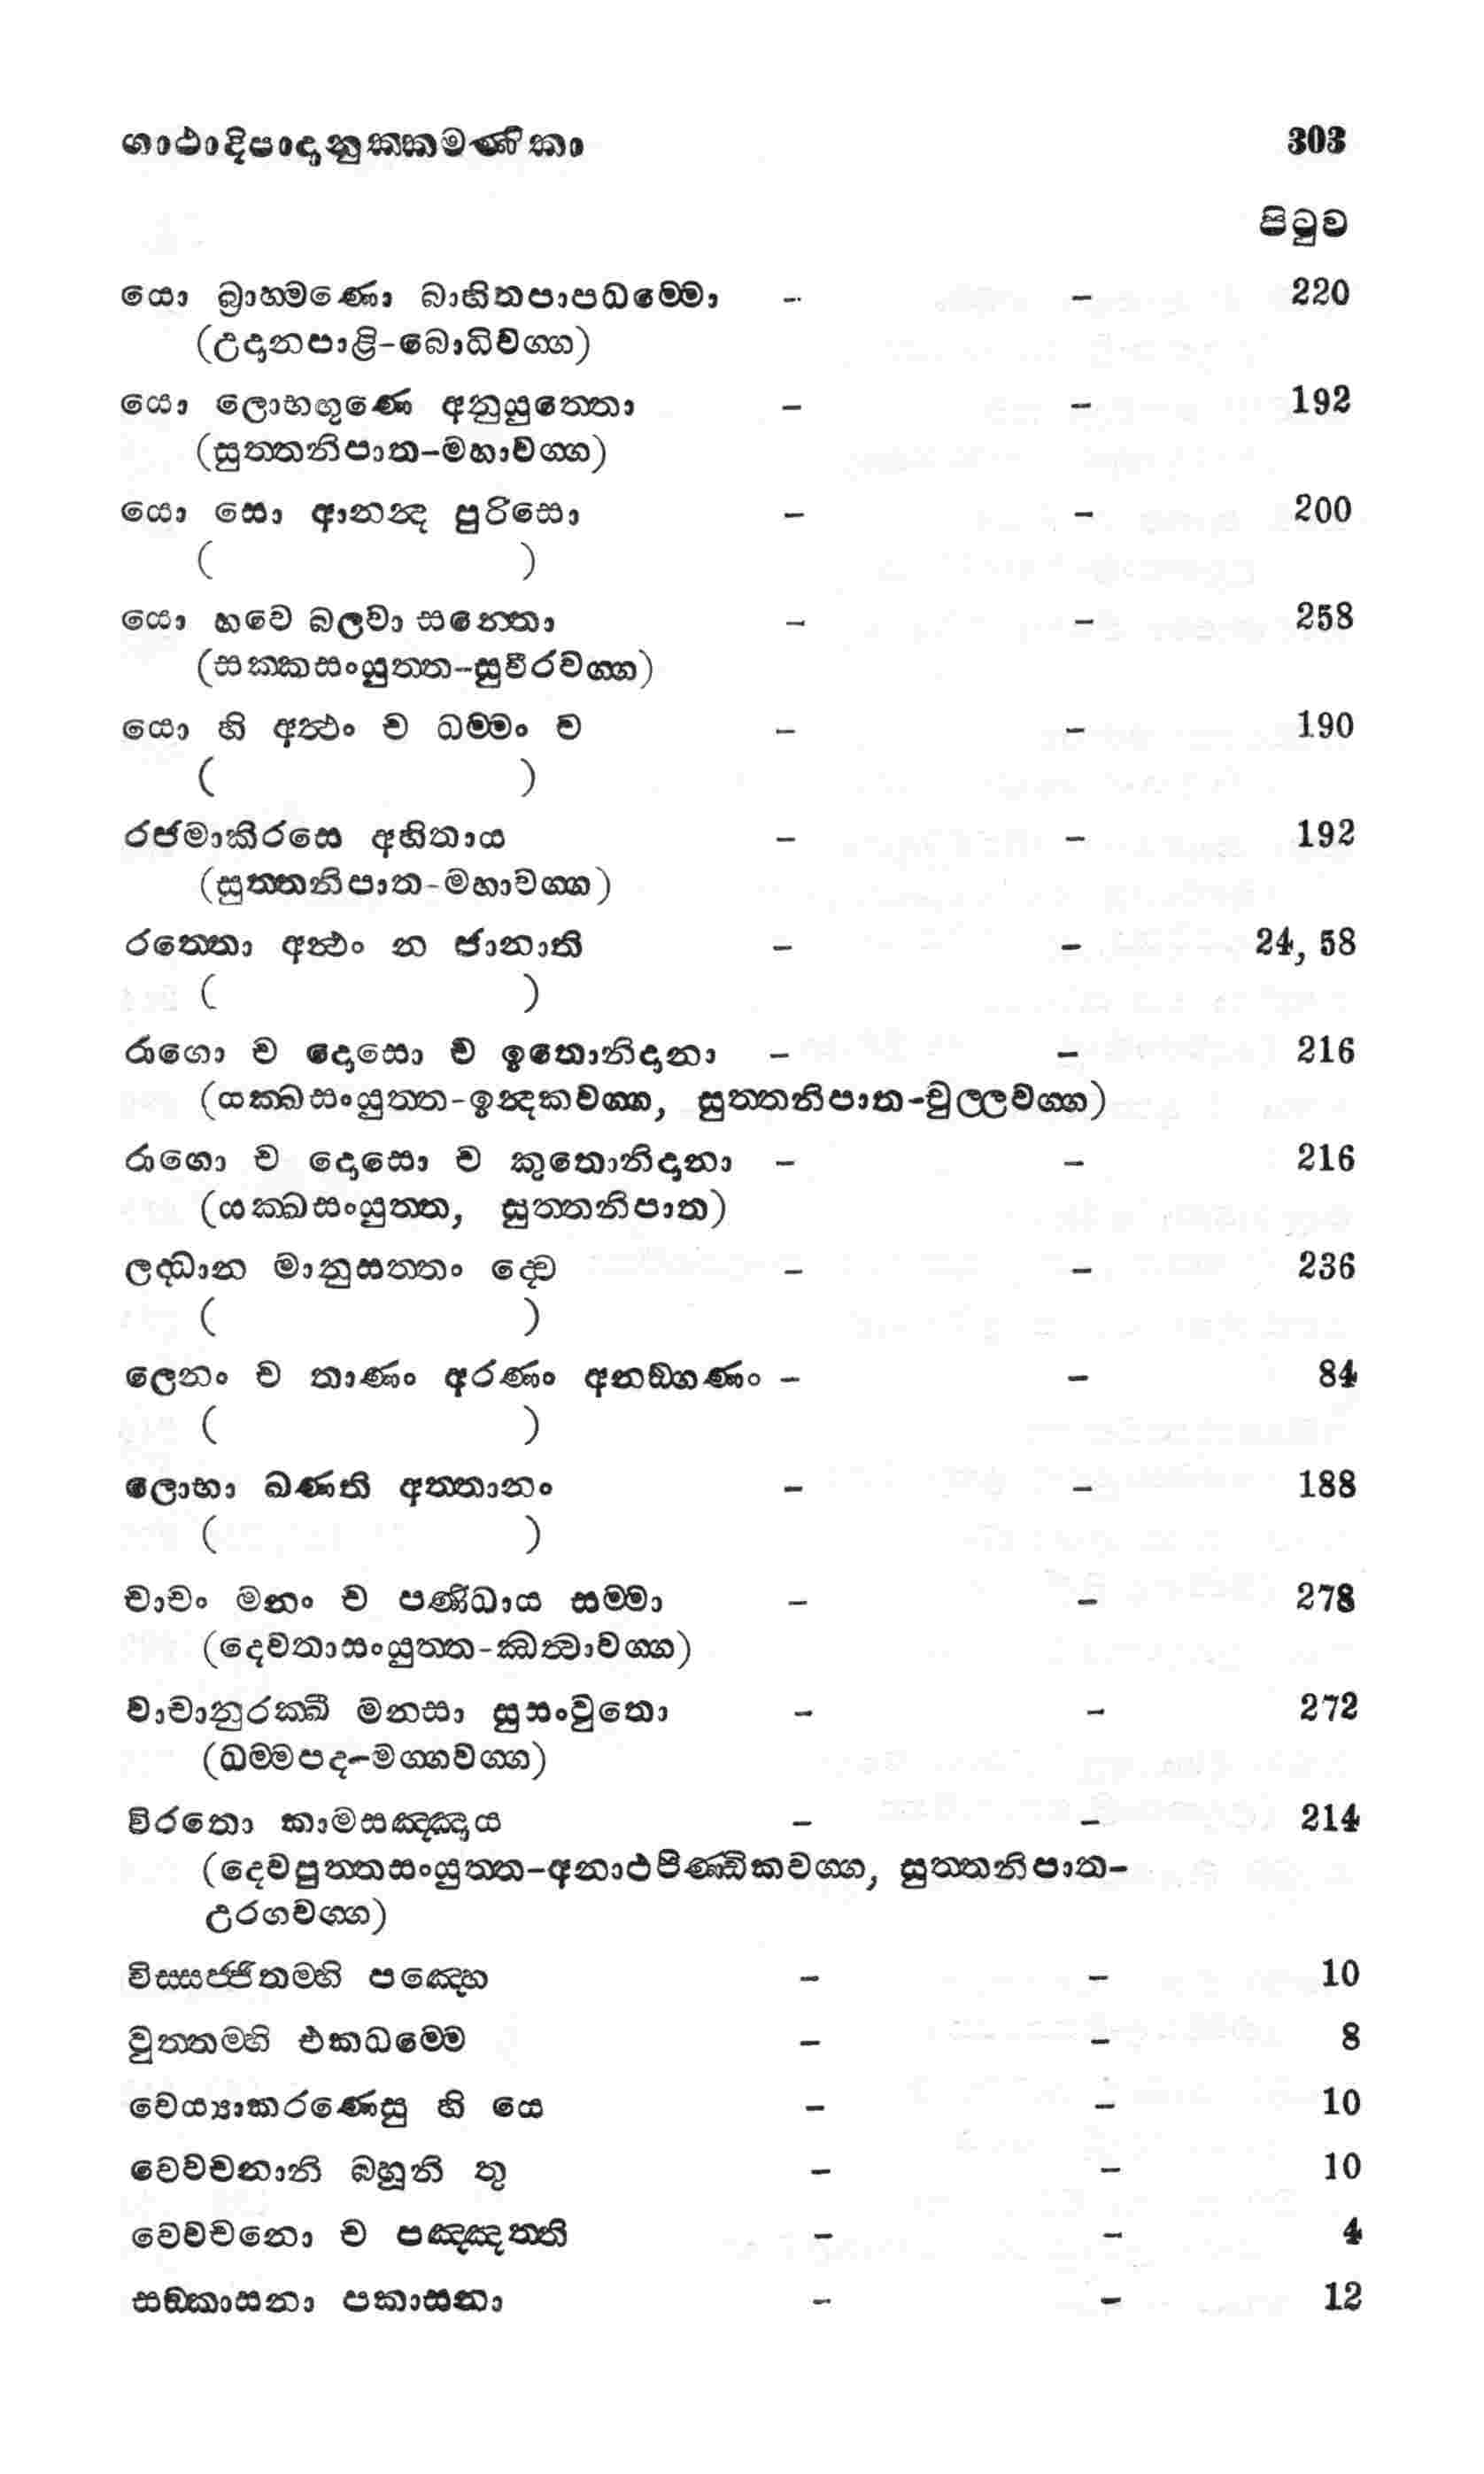 ගාථාදිපාදානුක්කමණිකා 303
පිටුව
යො බ්‍රාහ්මණො බාහිතපාපධම්මො - - 220
(උදානපාළි-බොධිවග්ග)
යො ලොභගුණෙ අනුයුත්තො - - 192
(සුත්තනිපාත-මහාවග්ග)
යො සො ආනන්ද පුරිසො - - 200
( )
යො හවෙ බලවා සන්තො - - 258
(සක්කසංයුත්ත-සුවීරවග්ග)
යො හි අත්ථං ච ධම්මං ච - - 190
( )
රජමාකිරසෙ අහිතාය - - 192
(සුත්තනිපාත-මහාවග්ග)
රත්තො අත්ථං න ජානාති - - 24, 58
( )
රාගො ච දොසො ච ඉතොනිදානා - - 216
(යක්ඛසංයුත්ත-ඉන්දකවග්ග, සුත්තනිපාත-චුල්ලවග්ග)
රාගො ච දොසො ච කුතොනිදානා - - 216
(යක්ඛසංයුත්ත, සුත්තනිපාත)
ලද්ධාන මානුසත්තං ද්වෙ - - 236
( )
ලෙනං ච තාණං අරණං අනඞ්ගණං - - 84
( )
ලොභා ඛණති අත්තානං - - 188
( )
වාචං මනං ච පණිධාය සම්මා - - 278
(දෙවතාසංයුත්ත-ඣත්වාවග්ග)
වාචානුරක්ඛී මනසා සුසංවුතො - - 272
(ධම්මපද-මග්ගවග්ග)
විරතො කාමසඤ්ඤාය - - 214
(දෙවපුත්තසංයුත්ත-අනාථපිණ්ඩිකවග්ග, සුත්තනිපාත-
උරගවග්ග)
විස්සජ්ජිතම්හි පඤ්හෙ - - 10
වුත්තම්හි එකධම්මෙ - - 8
වෙය්‍යාකරණෙසු හි යෙ - - 10
වෙවචනානි බහූනි තු - - 10
වෙවචනො ච පඤ්ඤත්ති - - 4
සඞ්කාසනා පකාසනා - - 12